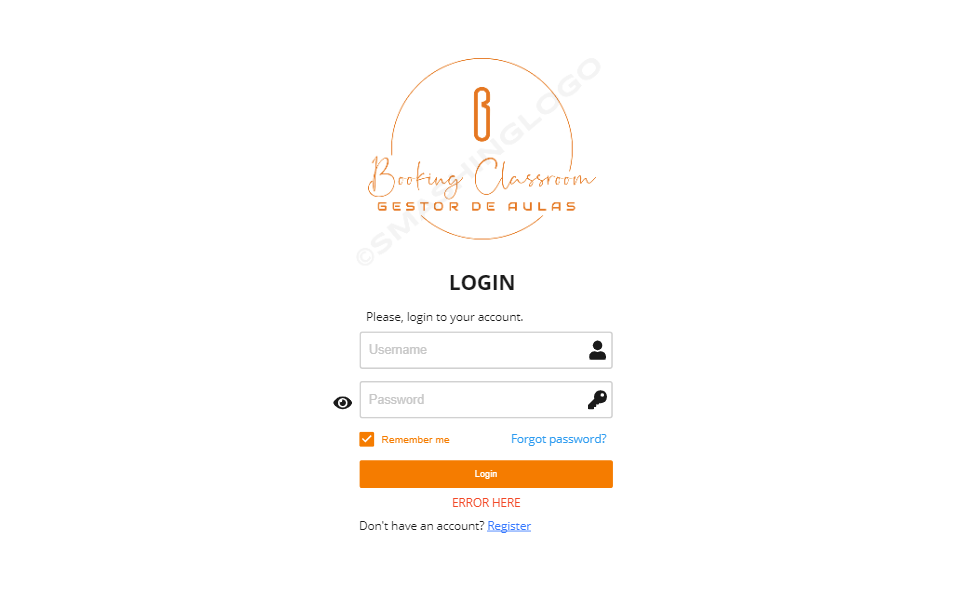 B
Booking Classroom
GESTOR DE AULAS
©SMASHINGLOGO
LOGIN
Please, login to your account.
Username
Password
Remember me Forgot password?
Login
ERROR HERE
Don't have an account? Register